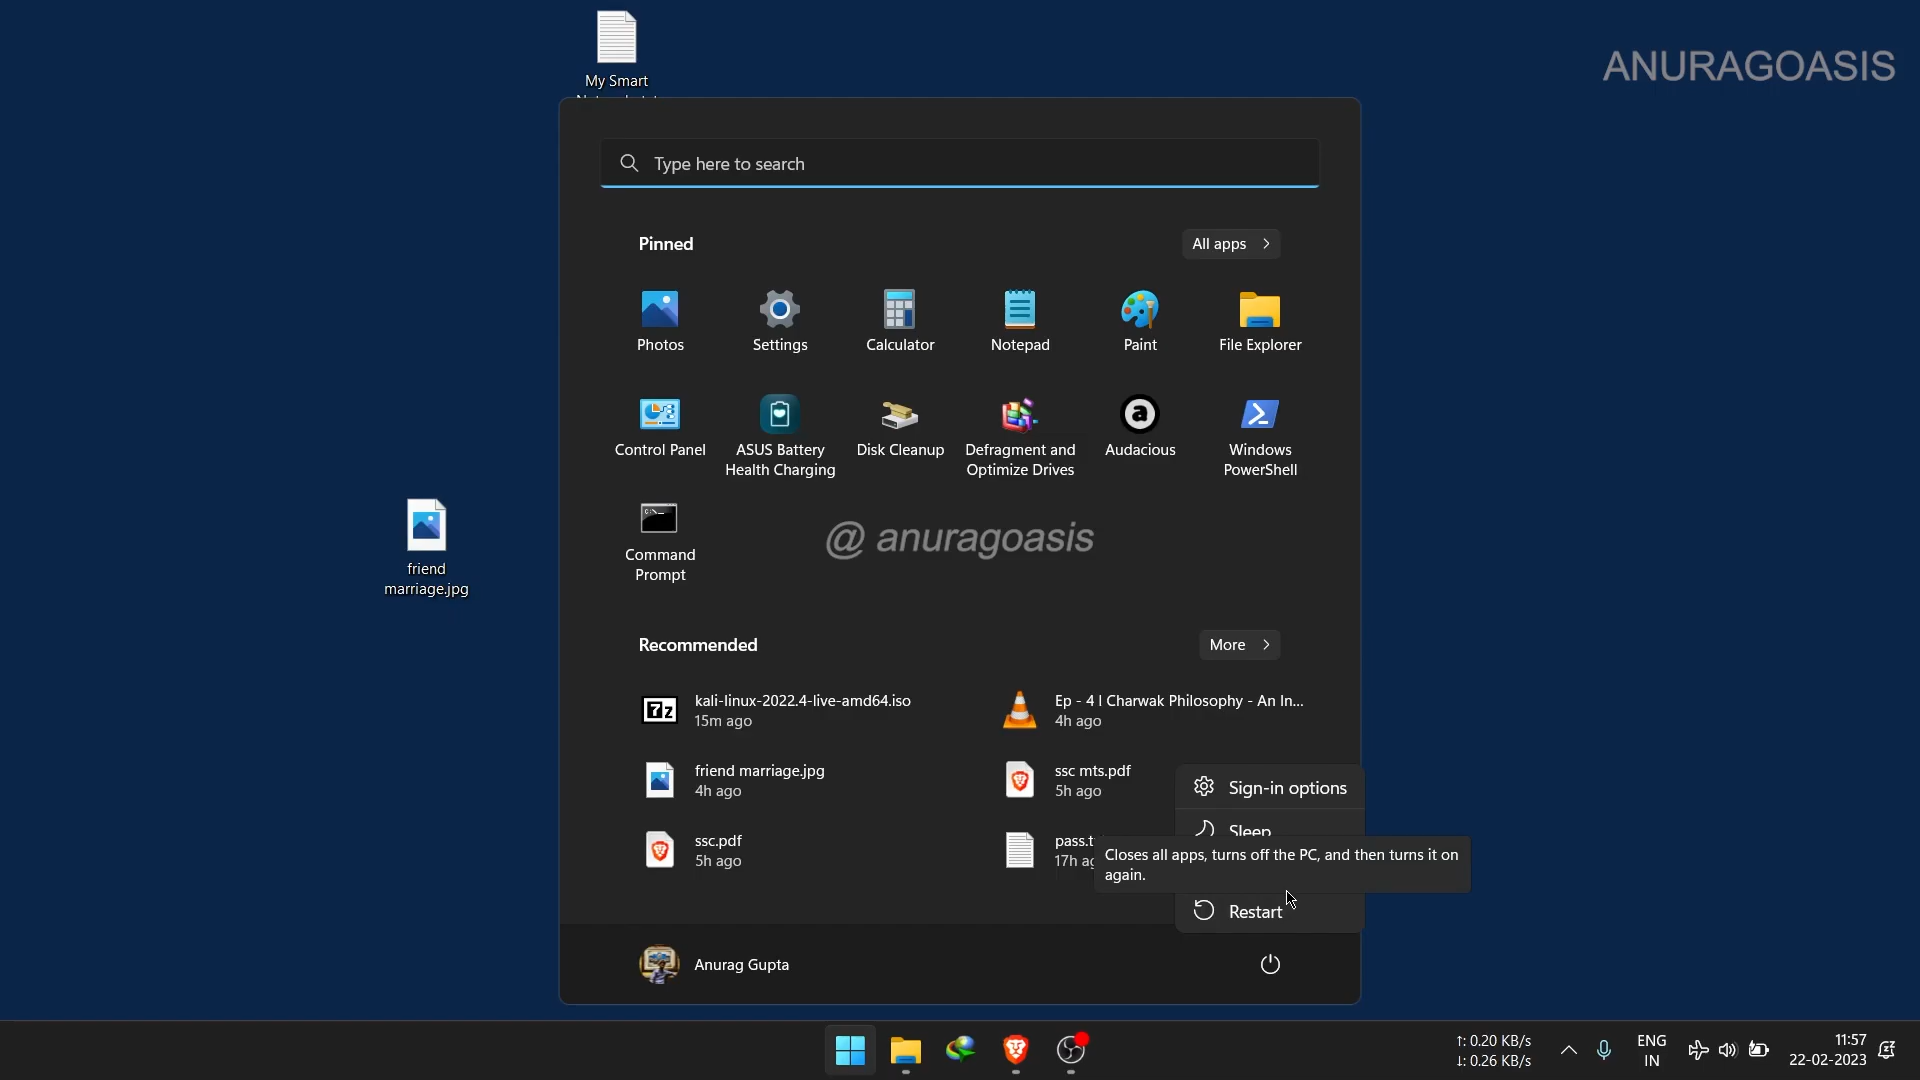 My Smart
ANURAGOASIS
Type here to search
Pinned
All apps
Photos
Settings
Calculator
Notepad
Paint
File Explorer
Control Panel
ASUS Battery
Health Charging
Disk Cleanup
Defragment and
Optimize Drives
Audacious
Windows
PowerShell
Command
Prompt
@ anuragoasis
friend
marriage.jpg
Recommended
More
kali-linux-2022.4-live-amd64.iso
15m ago
Ep - 4 l Charwak Philosophy - An In...
4h ago
friend marriage.jpg
4h ago
ssc mts.pdf
5h ago
ssc.pdf
5h ago
pass.t
17h ag
Sign-in options
Sleep
Closes all apps, turns off the PC, and then turns it on
again.
Restart
Anurag Gupta
↑: 0.20 KB/s
↓: 0.26 KB/s
ENG
IN
11:57
22-02-2023